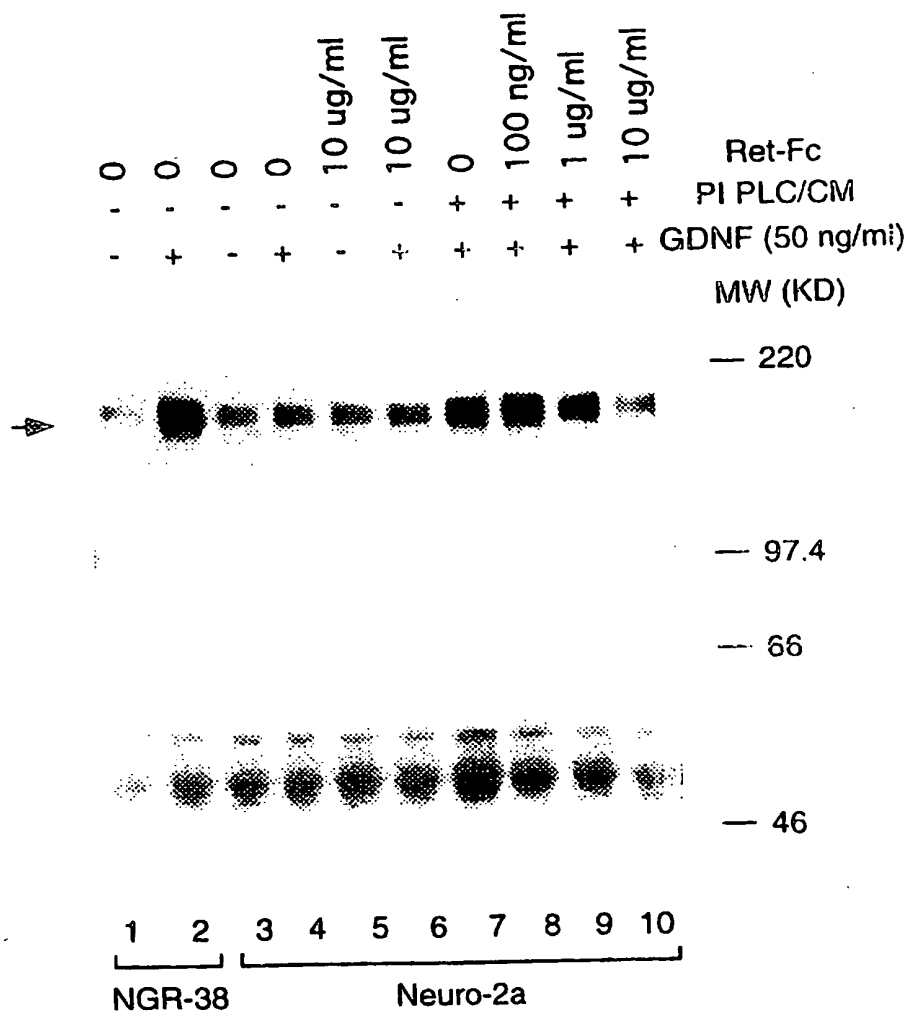 0 0 0 0 10 ug/ml 10 ug/ml 0 100 ng/ml 1 ug/ml 10 ug/ml Ret-Fc
- - - - - - + + + + PI PLC/CM
- + - + - + + + + + GDNF (50 ng/ml)
MW (KD)
— 220
— 97.4
— 66
— 46
1 2 3 4 5 6 7 8 9 10
NGR-38 Neuro-2a